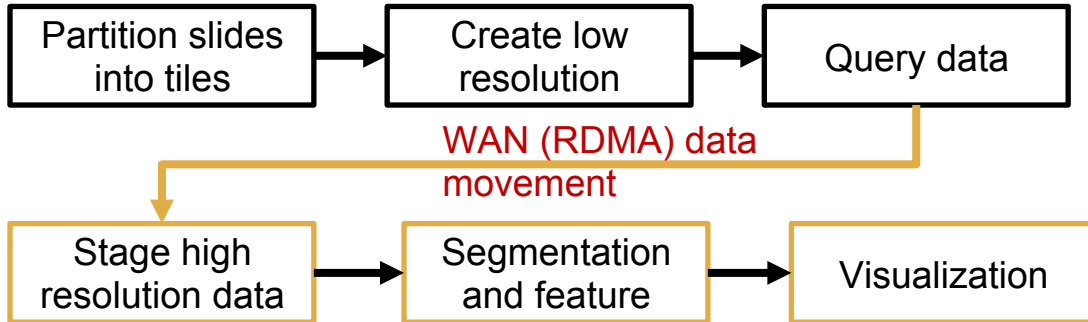 Partition slides
into tiles
Create low
resolution
Query data
WAN (RDMA) data
movement
Stage high
resolution data
Segmentation
and feature
Visualization